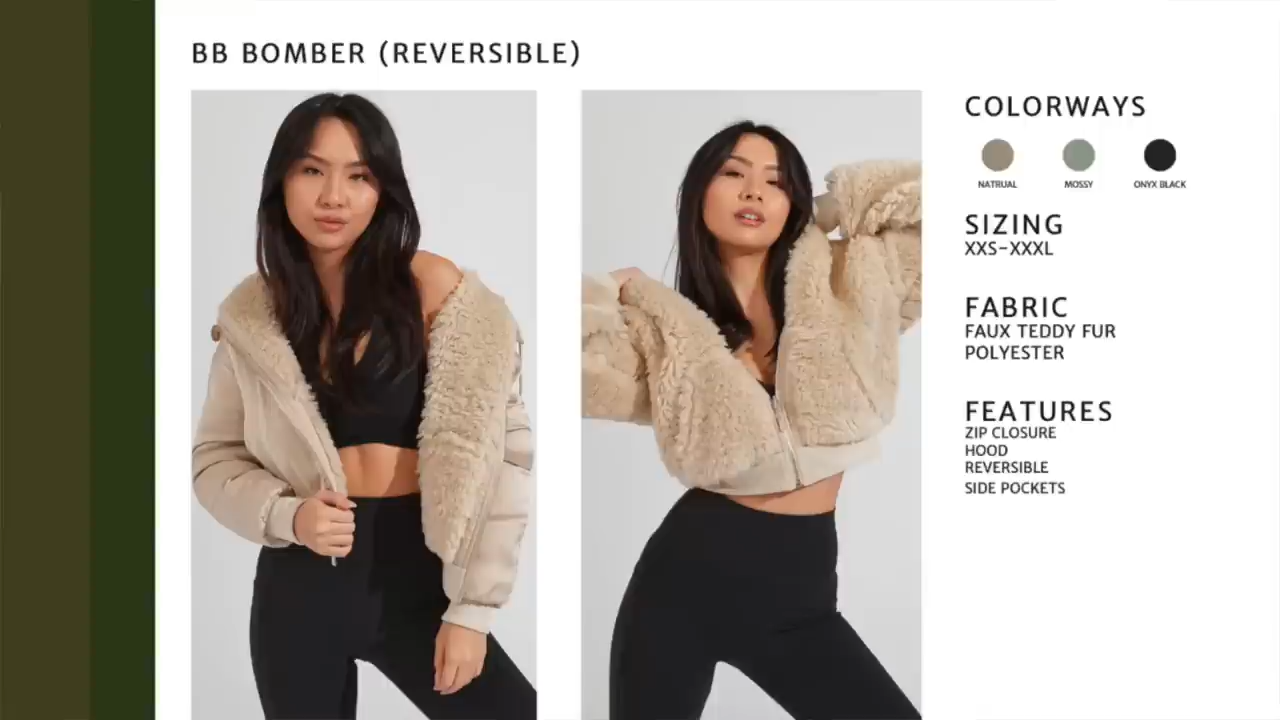 BB BOMBER (REVERSIBLE)
COLORWAYS
NATRUAL MOSSY ONYX BLACK
SIZING
XXS-XXXL
FABRIC
FAUX TEDDY FUR
POLYESTER
FEATURES
ZIP CLOSURE
HOOD
REVERSIBLE
SIDE POCKETS